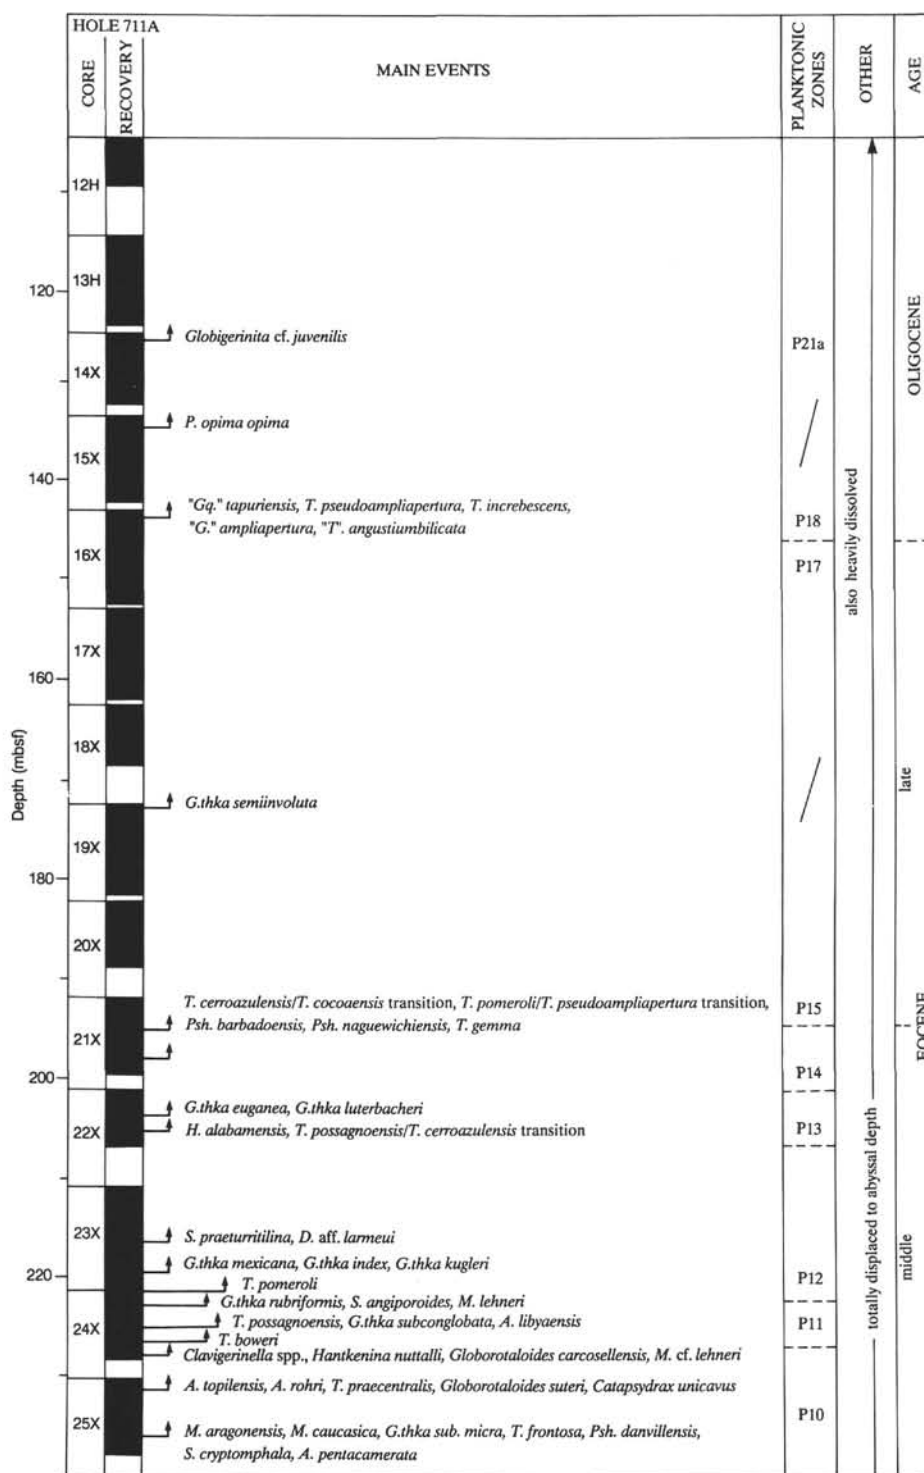 HOLE 711A
CORE
RECOVERY
MAIN EVENTS
PLANKTONIC
ZONES
OTHER
AGE
12H
13H
120
Globigerinita cf. juvenilis
P21a
OLIGOCENE
14X
P. opima opima
15X
140
"Gq." tapuriensis, T. pseudoampliapertura, T. increbescens,
"G." ampliapertura, "T". angustiumbilicata
P18
16X
P17
also heavily dissolved
17X
160
18X
Depth (mbsf)
late
G.thka semiinvoluta
19X
180
20X
T. cerroazulensis/T. cocoaensis transition, T. pomeroli/T. pseudoampliapertura transition,
Psh. barbadoensis, Psh. naguewichiensis, T. gemma
P15
EOCENE
21X
200
P14
G.thka euganea, G.thka luterbacheri
22X
H. alabamensis, T. possagnoensis/T. cerroazulensis transition
P13
totally displaced to abyssal depth
23X
S. praeturritilina, D. aff. larmeui
middle
G.thka mexicana, G.thka index, G.thka kugleri
220
T. pomeroli
P12
G.thka rubriformis, S. angiporoides, M. lehneri
24X
T. possagnoensis, G.thka subconglobata, A. libyaensis
P11
T. boweri
Clavigerinella spp., Hantkenina nuttalli, Globorotaloides carcosellensis, M. cf. lehneri
A. topilensis, A. rohri, T. praecentralis, Globorotaloides suteri, Catapsydrax unicavus
P10
25X
M. aragonensis, M. caucasica, G.thka sub. micra, T. frontosa, Psh. danvillensis,
S. cryptomphala, A. pentacamerata